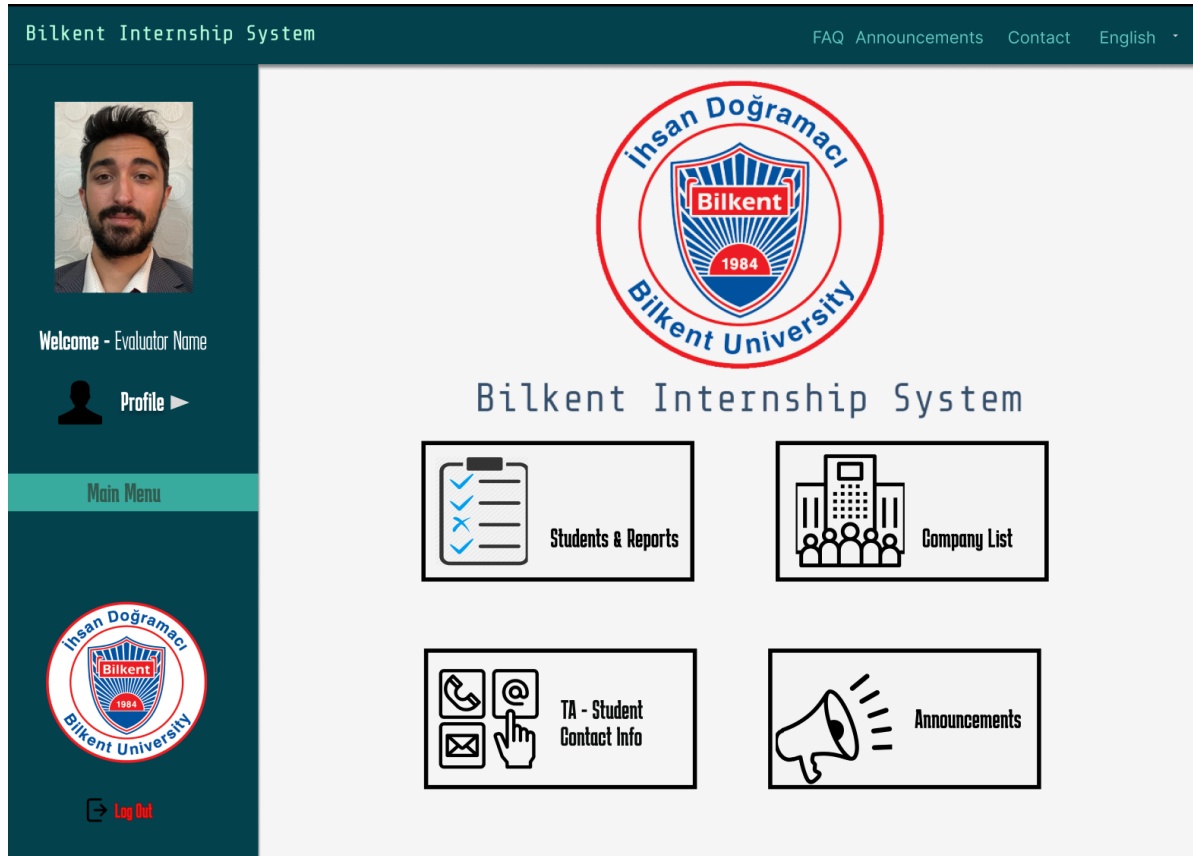 Bilkent Internship System
FAQ Announcements Contact English
Welcome - Evaluator Name
Profile
Main Menu
İhsan Doğramacı
Bilkent
1984
Bilkent University
Log Out
İhsan Doğramacı
Bilkent
1984
Bilkent University
Bilkent Internship System
Students & Reports
Company List
TA - Student
Contact Info
Announcements